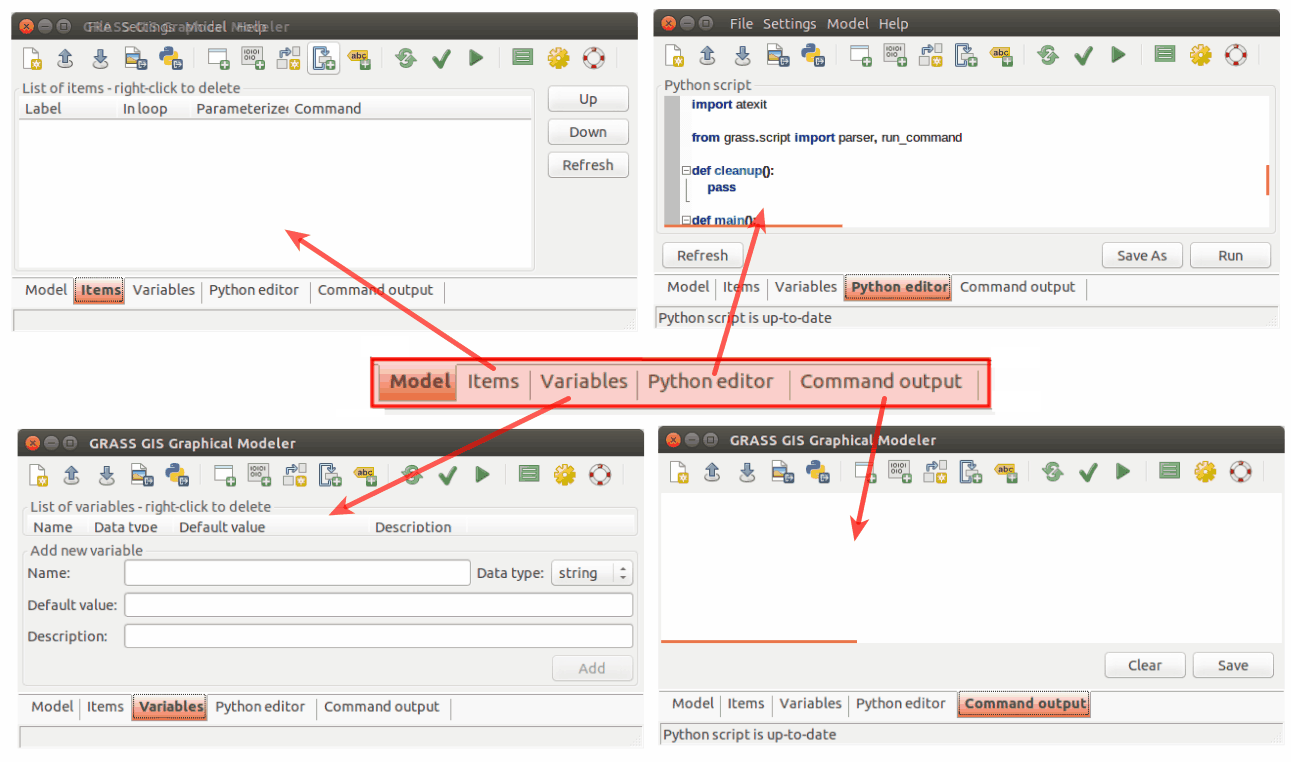 File Settings Model Help
List of items - right-click to delete
Label In loop Parameterized Command
Up
Down
Refresh
Model Items Variables Python editor Command output
File Settings Model Help
Python script
import atexit
from grass.script import parser, run_command
def cleanup():
pass
def main():
Refresh Save As Run
Model Items Variables Python editor Command output
Python script is up-to-date
Model Items Variables Python editor Command output
GRASS GIS Graphical Modeler
abc
List of variables - right-click to delete
Name Data type Default value Description
Add new variable
Name: Data type: string
Default value:
Description:
Add
Model Items Variables Python editor Command output
GRASS GIS Graphical Modeler
abc
Clear Save
Model Items Variables Python editor Command output
Python script is up-to-date